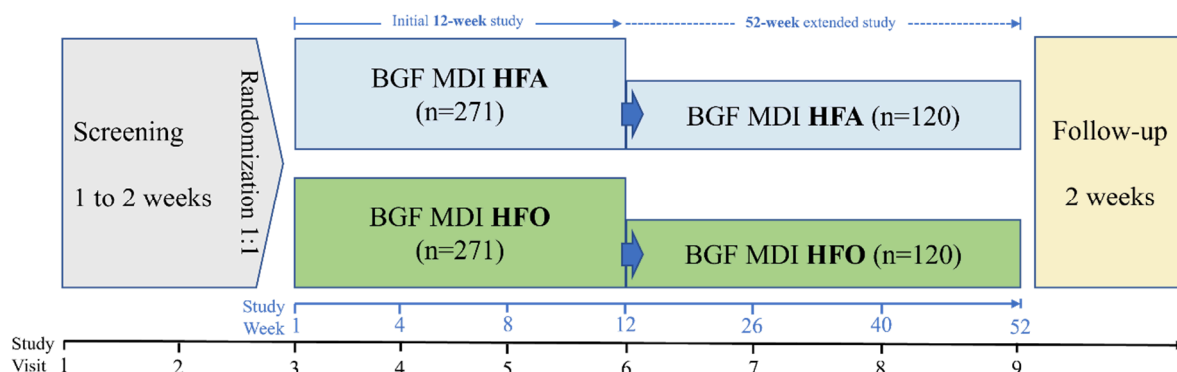 Initial 12-week study
52-week extended study
Screening
1 to 2 weeks
Randomization 1:1
BGF MDI HFA
(n=271)
BGF MDI HFA (n=120)
BGF MDI HFO
(n=271)
BGF MDI HFO (n=120)
Follow-up
2 weeks
Study
Week 1 4 8 12 26 40 52
Study
Visit 1 2 3 4 5 6 7 8 9